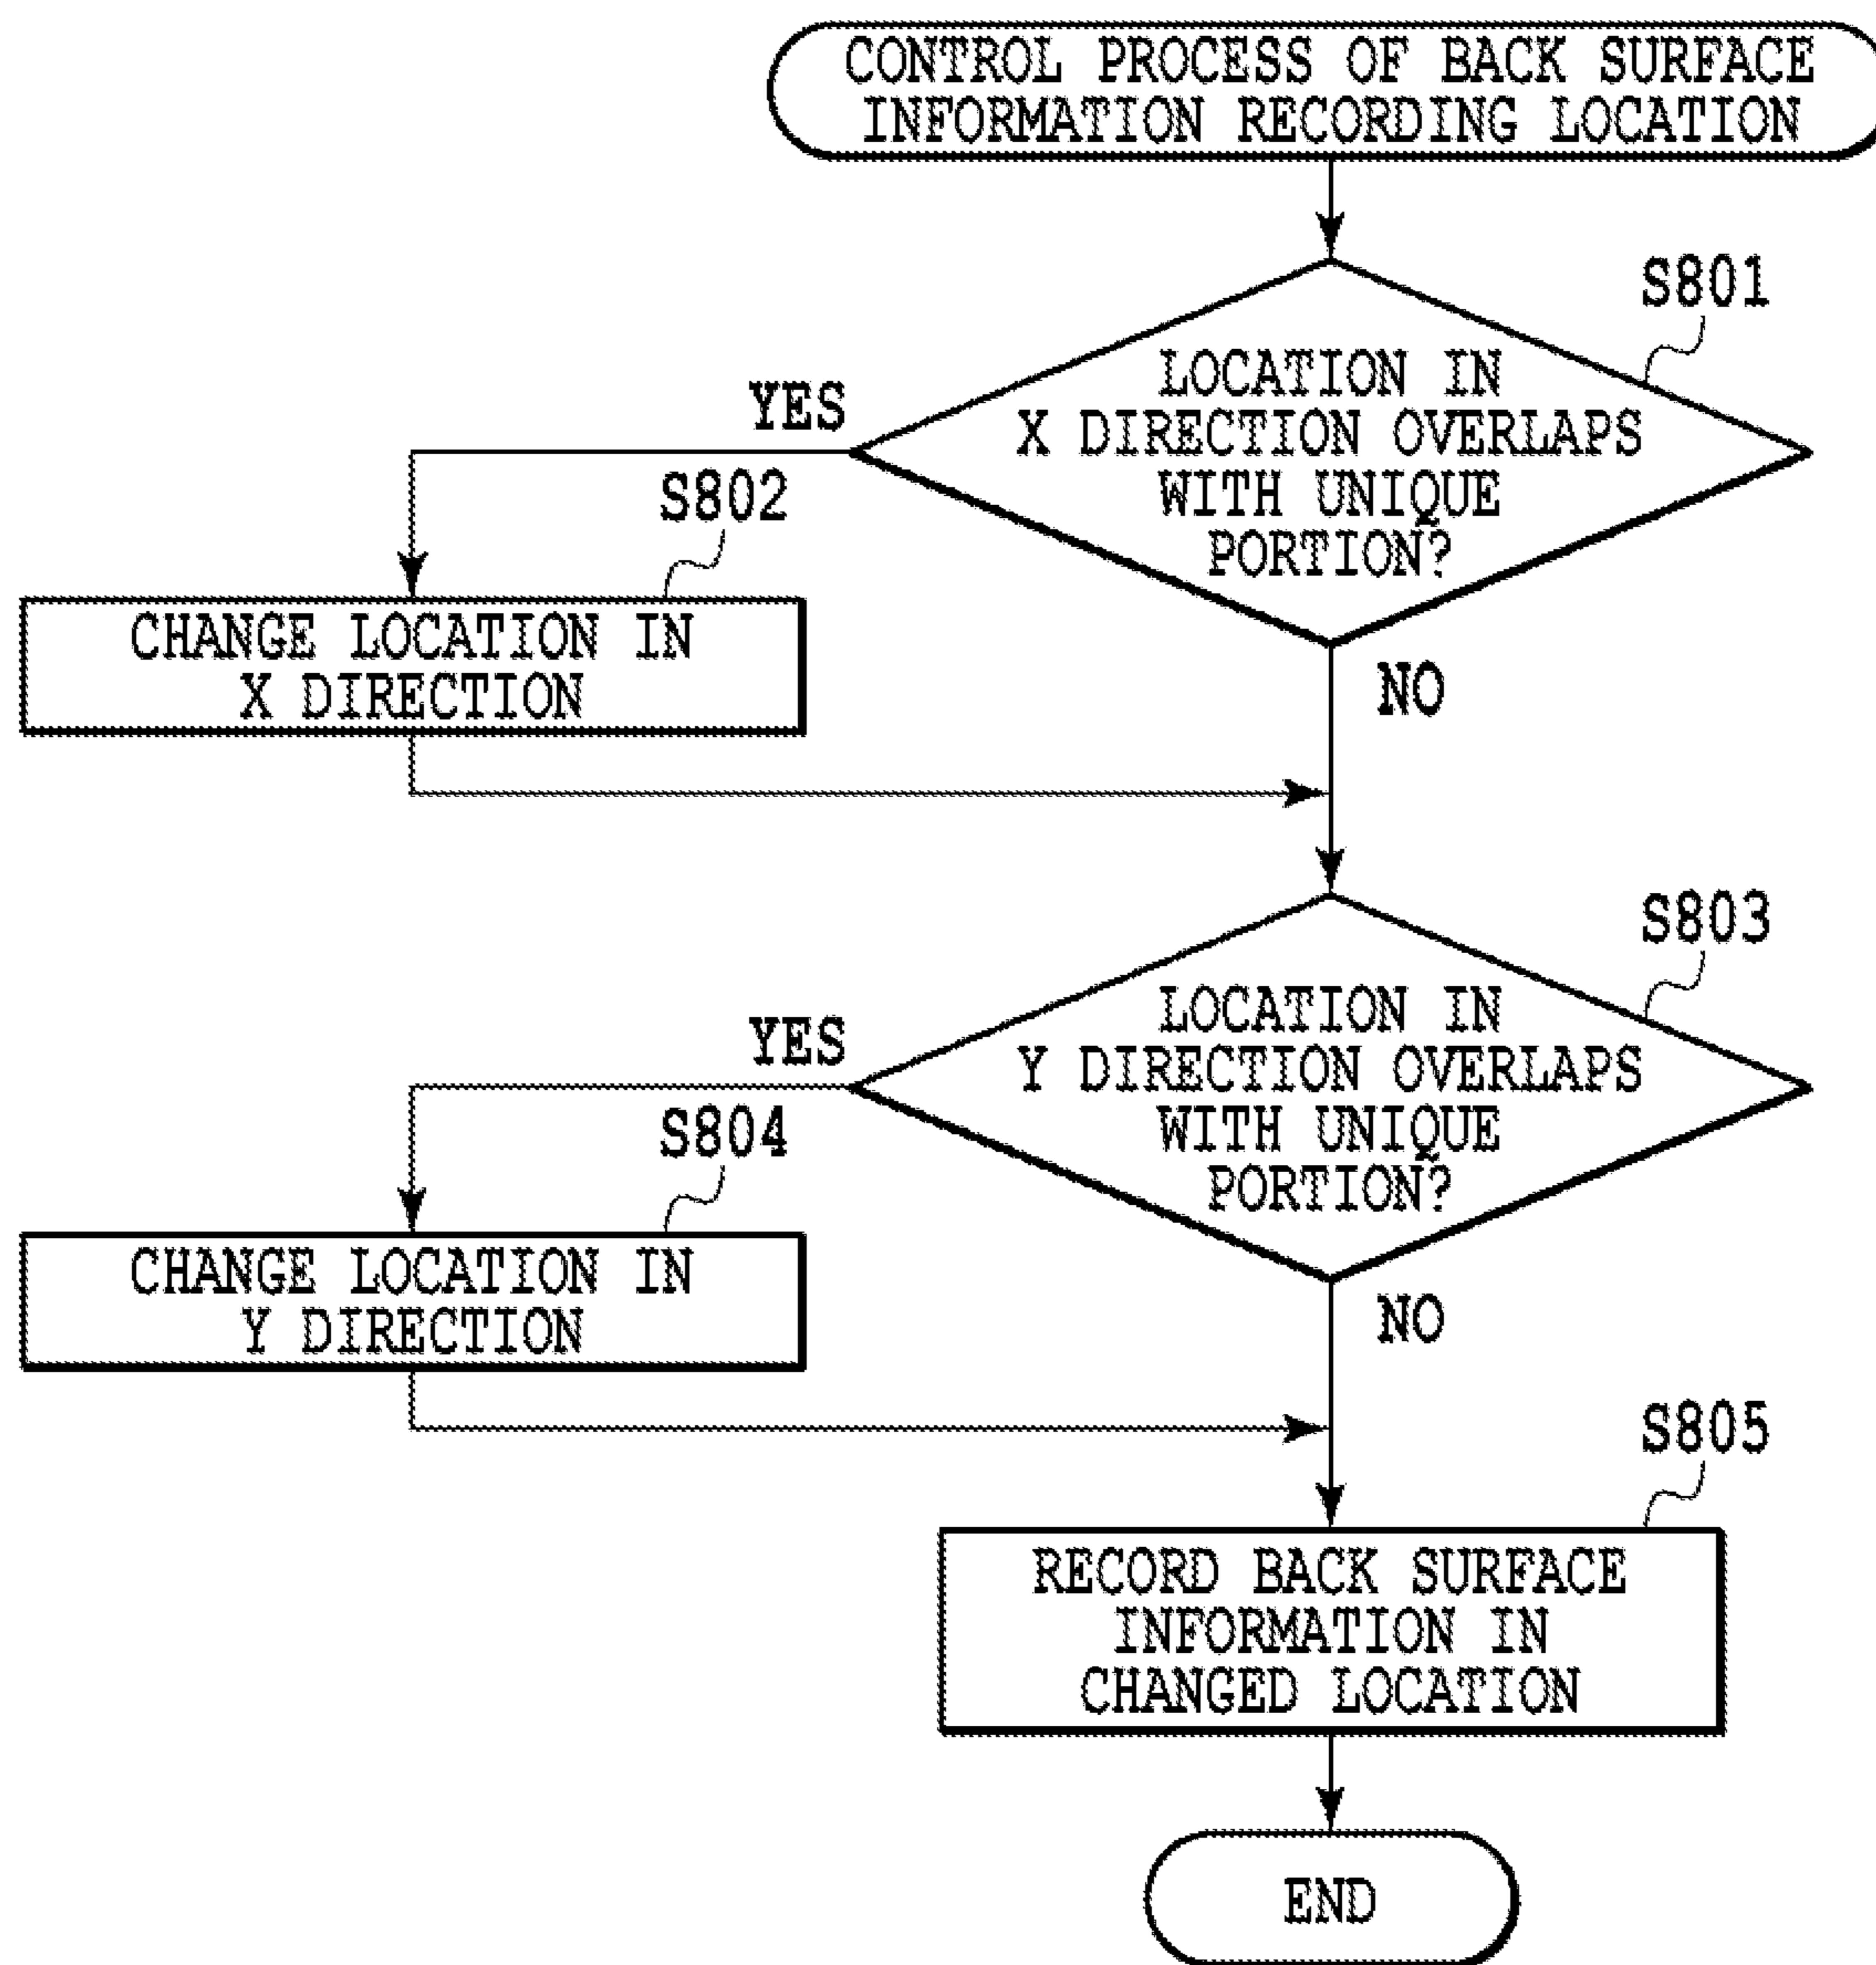 CONTROL PROCESS OF BACK SURFACE
INFORMATION RECORDING LOCATION
S801
LOCATION IN
X DIRECTION OVERLAPS
WITH UNIQUE
PORTION?
YES
S802
CHANGE LOCATION IN
X DIRECTION
NO
S803
LOCATION IN
Y DIRECTION OVERLAPS
WITH UNIQUE
PORTION?
YES
S804
CHANGE LOCATION IN
Y DIRECTION
NO
S805
RECORD BACK SURFACE
INFORMATION IN
CHANGED LOCATION
END